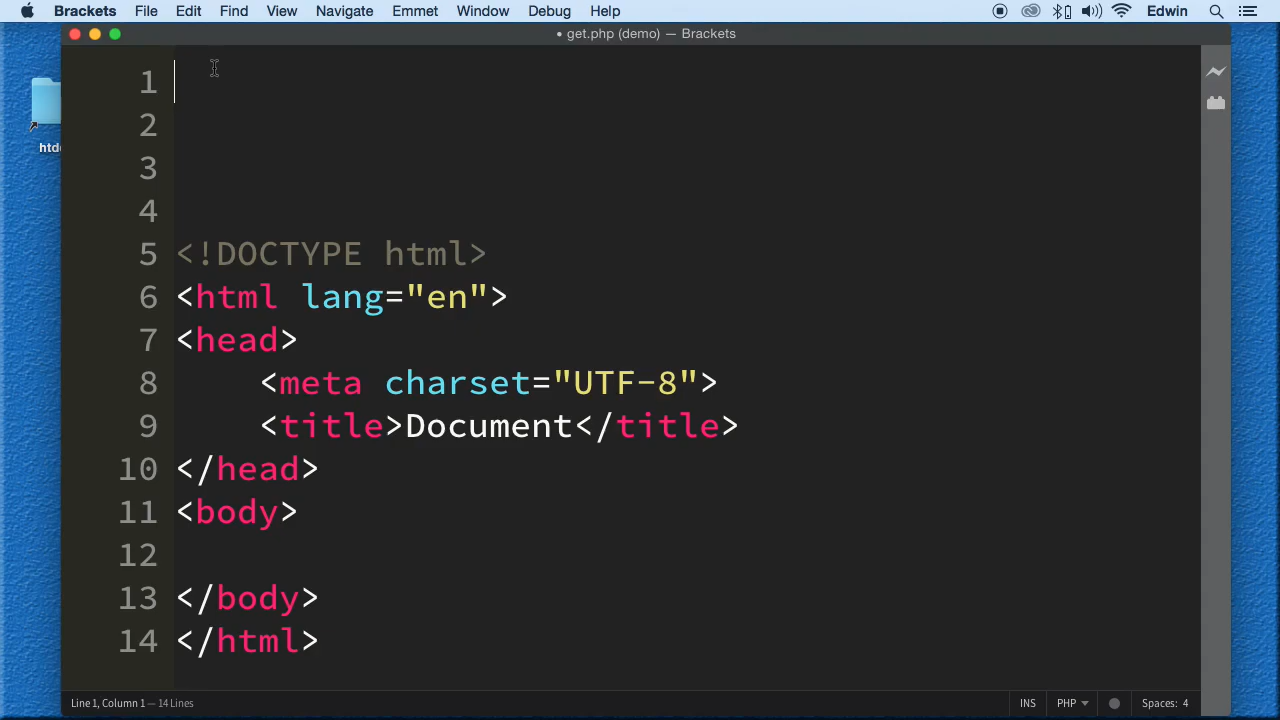 Brackets File Edit Find View Navigate Emmet Window Debug Help Edwin
• get.php (demo) — Brackets
1
2
3
4
5 <!DOCTYPE html>
6 <html lang="en">
7 <head>
8     <meta charset="UTF-8">
9     <title>Document</title>
10 </head>
11 <body>
12
13 </body>
14 </html>
Line 1, Column 1 — 14 Lines INS PHP Spaces: 4